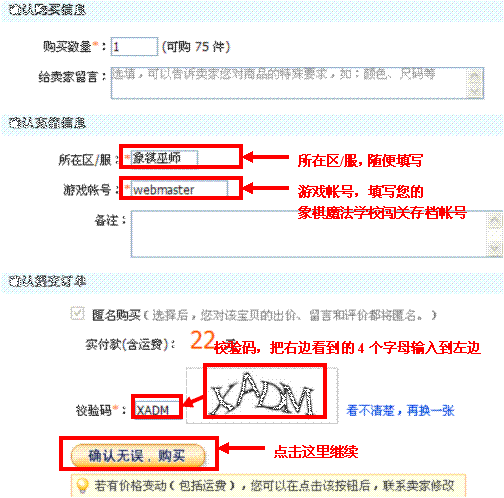 确认购买信息
购买数量*：1 (可购 75 件)
给卖家留言：选填，可以告诉卖家您对商品的特殊要求，如：颜色、尺码等
确认充值信息
所在区/服：*象棋巫师
所在区/服，随便填写
游戏帐号：*webmaster
游戏帐号，填写您的
象棋魔法学校闯关存档帐号
备注：
确认提交订单
匿名购买（选择后，您对该宝贝的出价、留言和评价都将匿名。）
实付款(含运费)：22
校验码，把右边看到的 4 个字母输入到左边
校验码*：XADM XADM 看不清楚，再换一张
确认无误，购买
点击这里继续
若有价格变动（包括运费），您可以在点击该按钮后，联系卖家修改